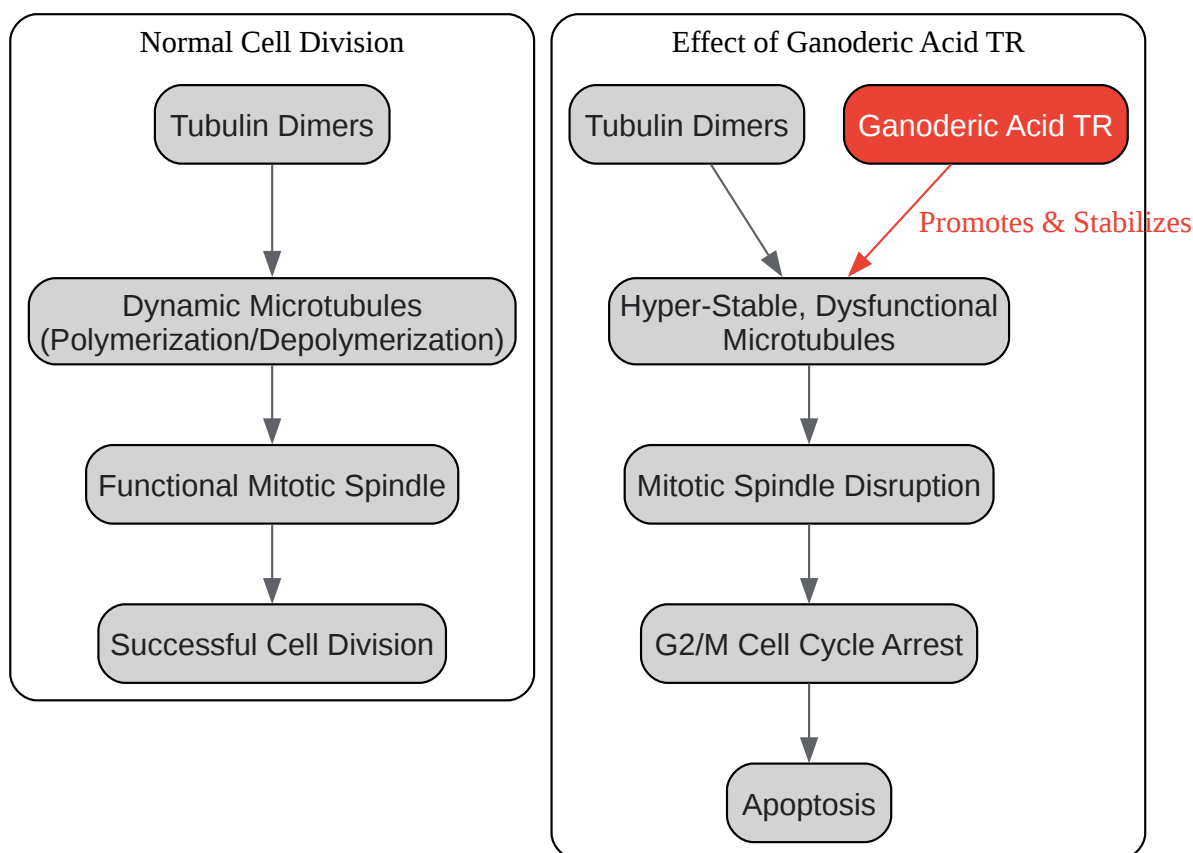 Normal Cell Division
Tubulin Dimers
Dynamic Microtubules
(Polymerization/Depolymerization)
Functional Mitotic Spindle
Successful Cell Division
Effect of Ganoderic Acid TR
Tubulin Dimers
Ganoderic Acid TR
Promotes & Stabilizes
Hyper-Stable, Dysfunctional
Microtubules
Mitotic Spindle Disruption
G2/M Cell Cycle Arrest
Apoptosis